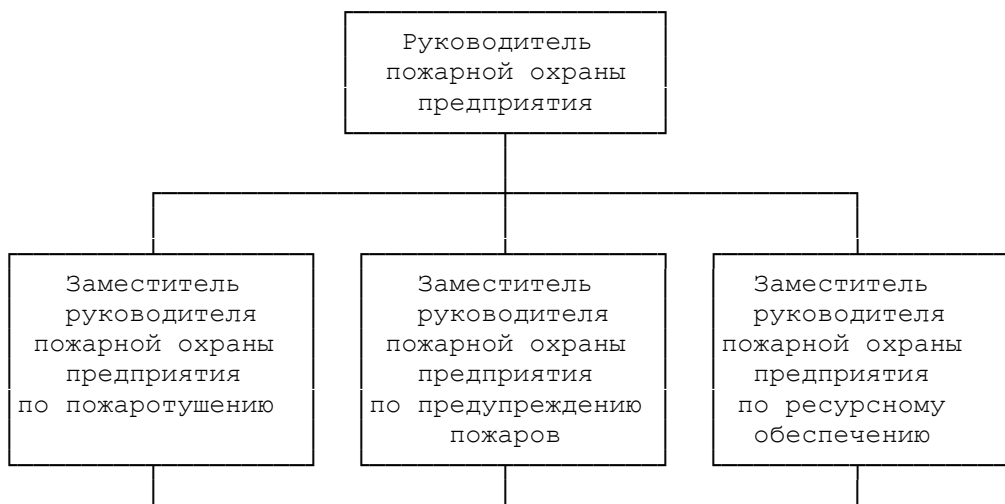 Руководитель
пожарной охраны
предприятия
Заместитель
руководителя
пожарной охраны
предприятия
по пожаротушению
Заместитель
руководителя
пожарной охраны
предприятия
по предупреждению
пожаров
Заместитель
руководителя
пожарной охраны
предприятия
по ресурсному
обеспечению